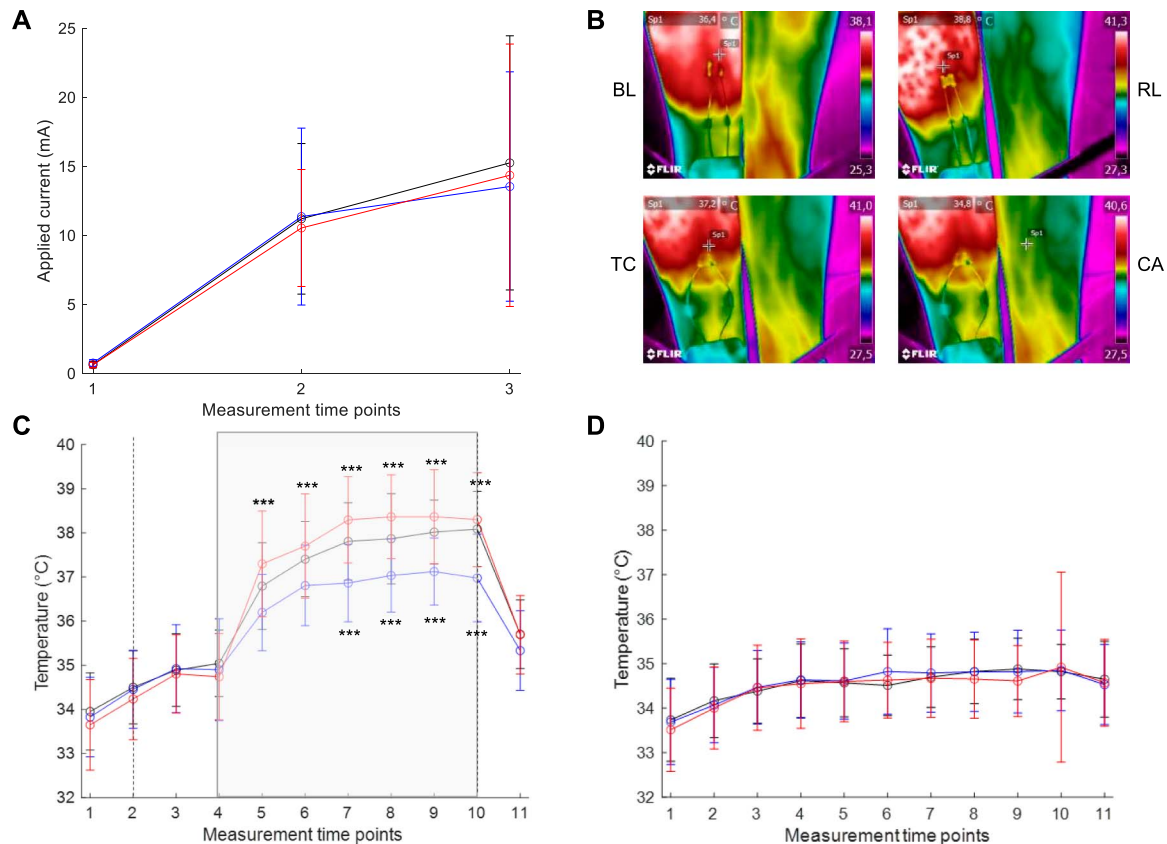 A
25
20
15
10
5
0
Applied current (mA)
1
2
3
Measurement time points
B
BL
Sp1 36,4 °C
38,1
Sp1
25,3
FLIR
Sp1 38,8 °C
41,3
Sp1
27,3
FLIR
RL
TC
Sp1 37,2 °C
41,0
Sp1
27,5
FLIR
Sp1 34,8 °C
40,6
Sp1
27,5
FLIR
CA
C
40
39
38
37
36
35
34
33
32
Temperature (°C)
*** *** *** *** *** ***
*** *** *** ***
1 2 3 4 5 6 7 8 9 10 11
Measurement time points
D
40
39
38
37
36
35
34
33
32
Temperature (°C)
1 2 3 4 5 6 7 8 9 10 11
Measurement time points